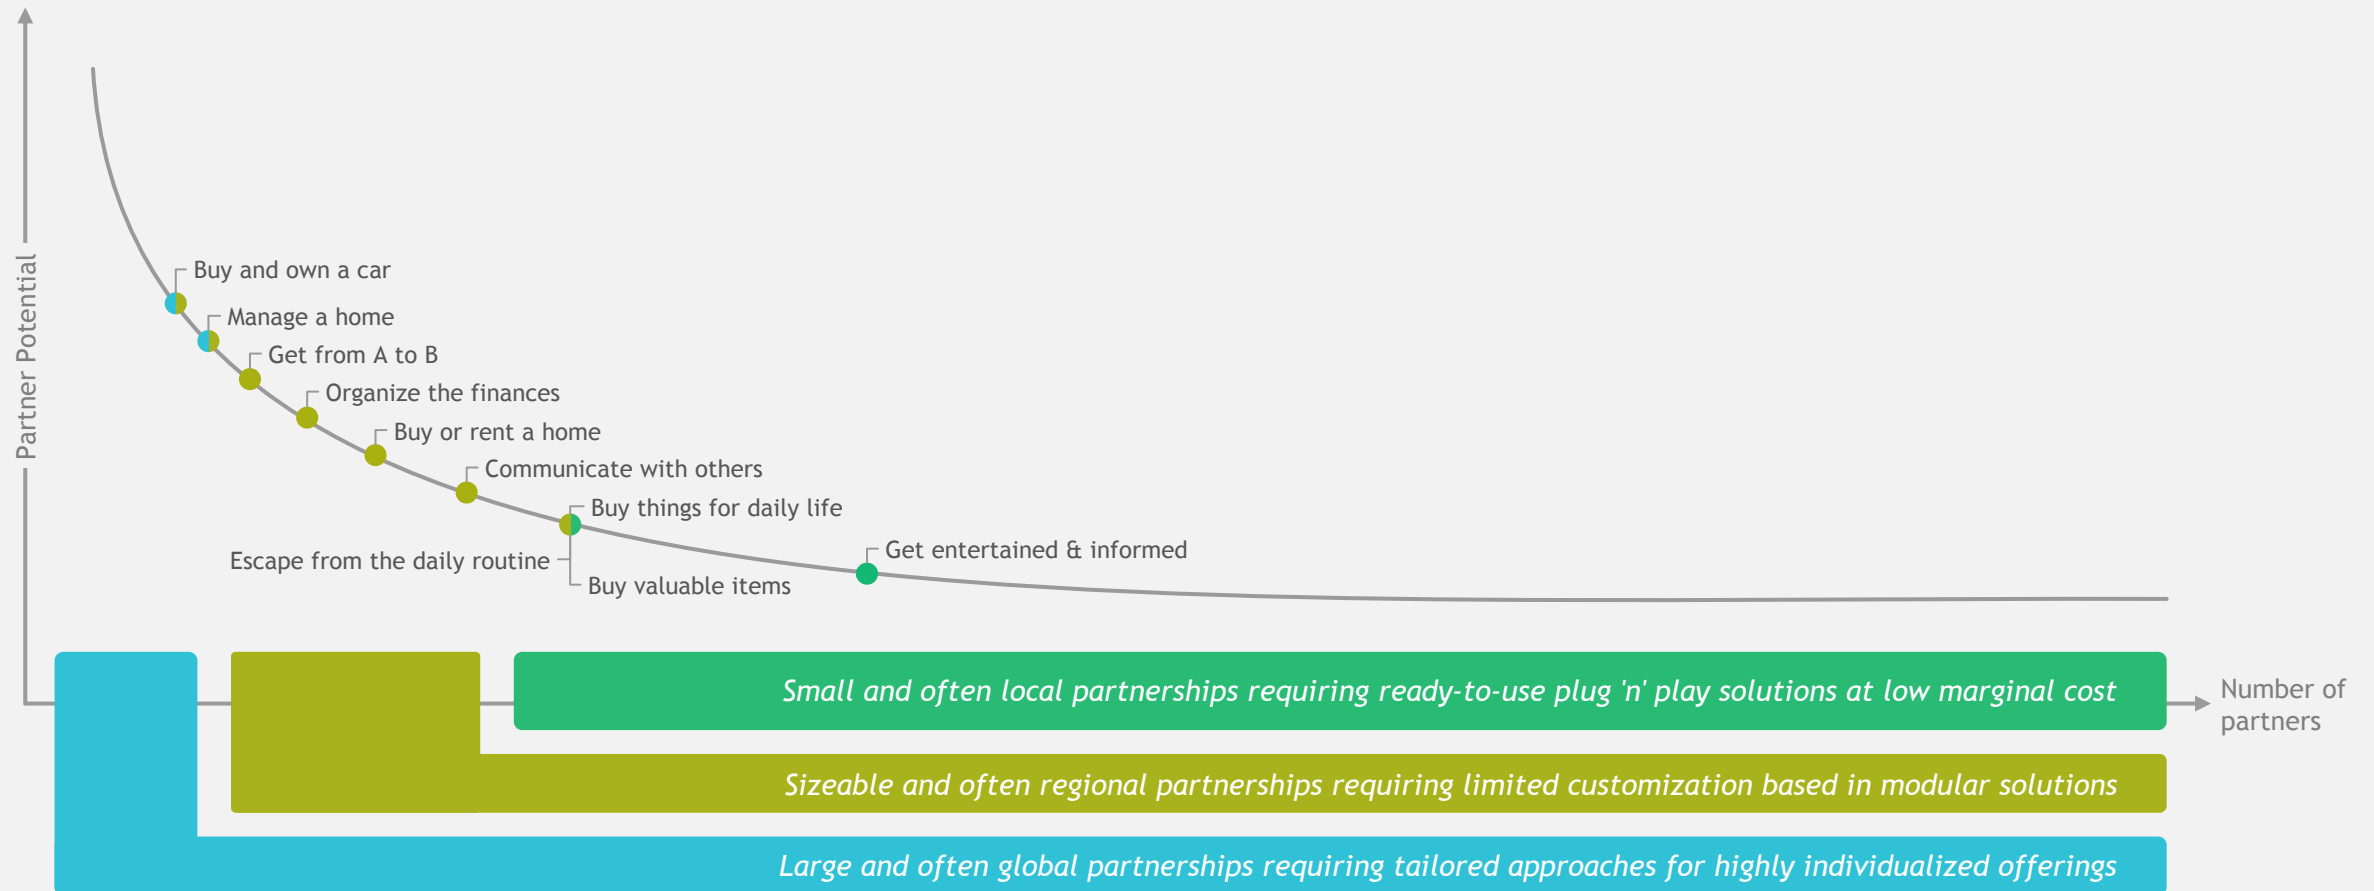 Partner Potential
Buy and own a car
Manage a home
Get from A to B
Organize the finances
Buy or rent a home
Communicate with others
Buy things for daily life
Escape from the daily routine
Buy valuable items
Get entertained & informed
Small and often local partnerships requiring ready-to-use plug 'n' play solutions at low marginal cost
Number of
partners
Sizeable and often regional partnerships requiring limited customization based in modular solutions
Large and often global partnerships requiring tailored approaches for highly individualized offerings